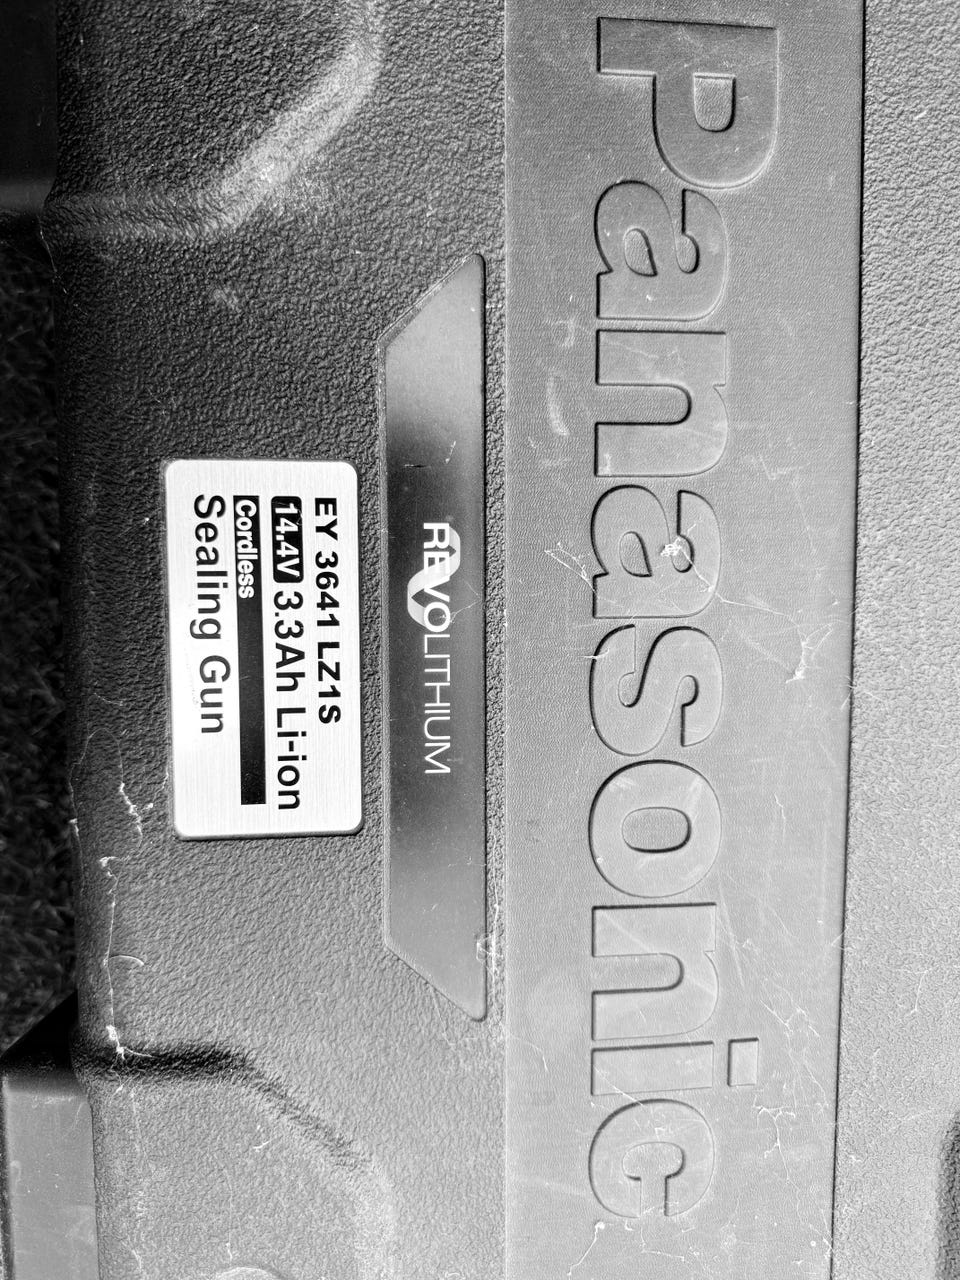 Panasonic
REVOLITHIUM
EY 3641 LZ1S
14.4V 3.3Ah Li-ion
Cordless
Sealing Gun